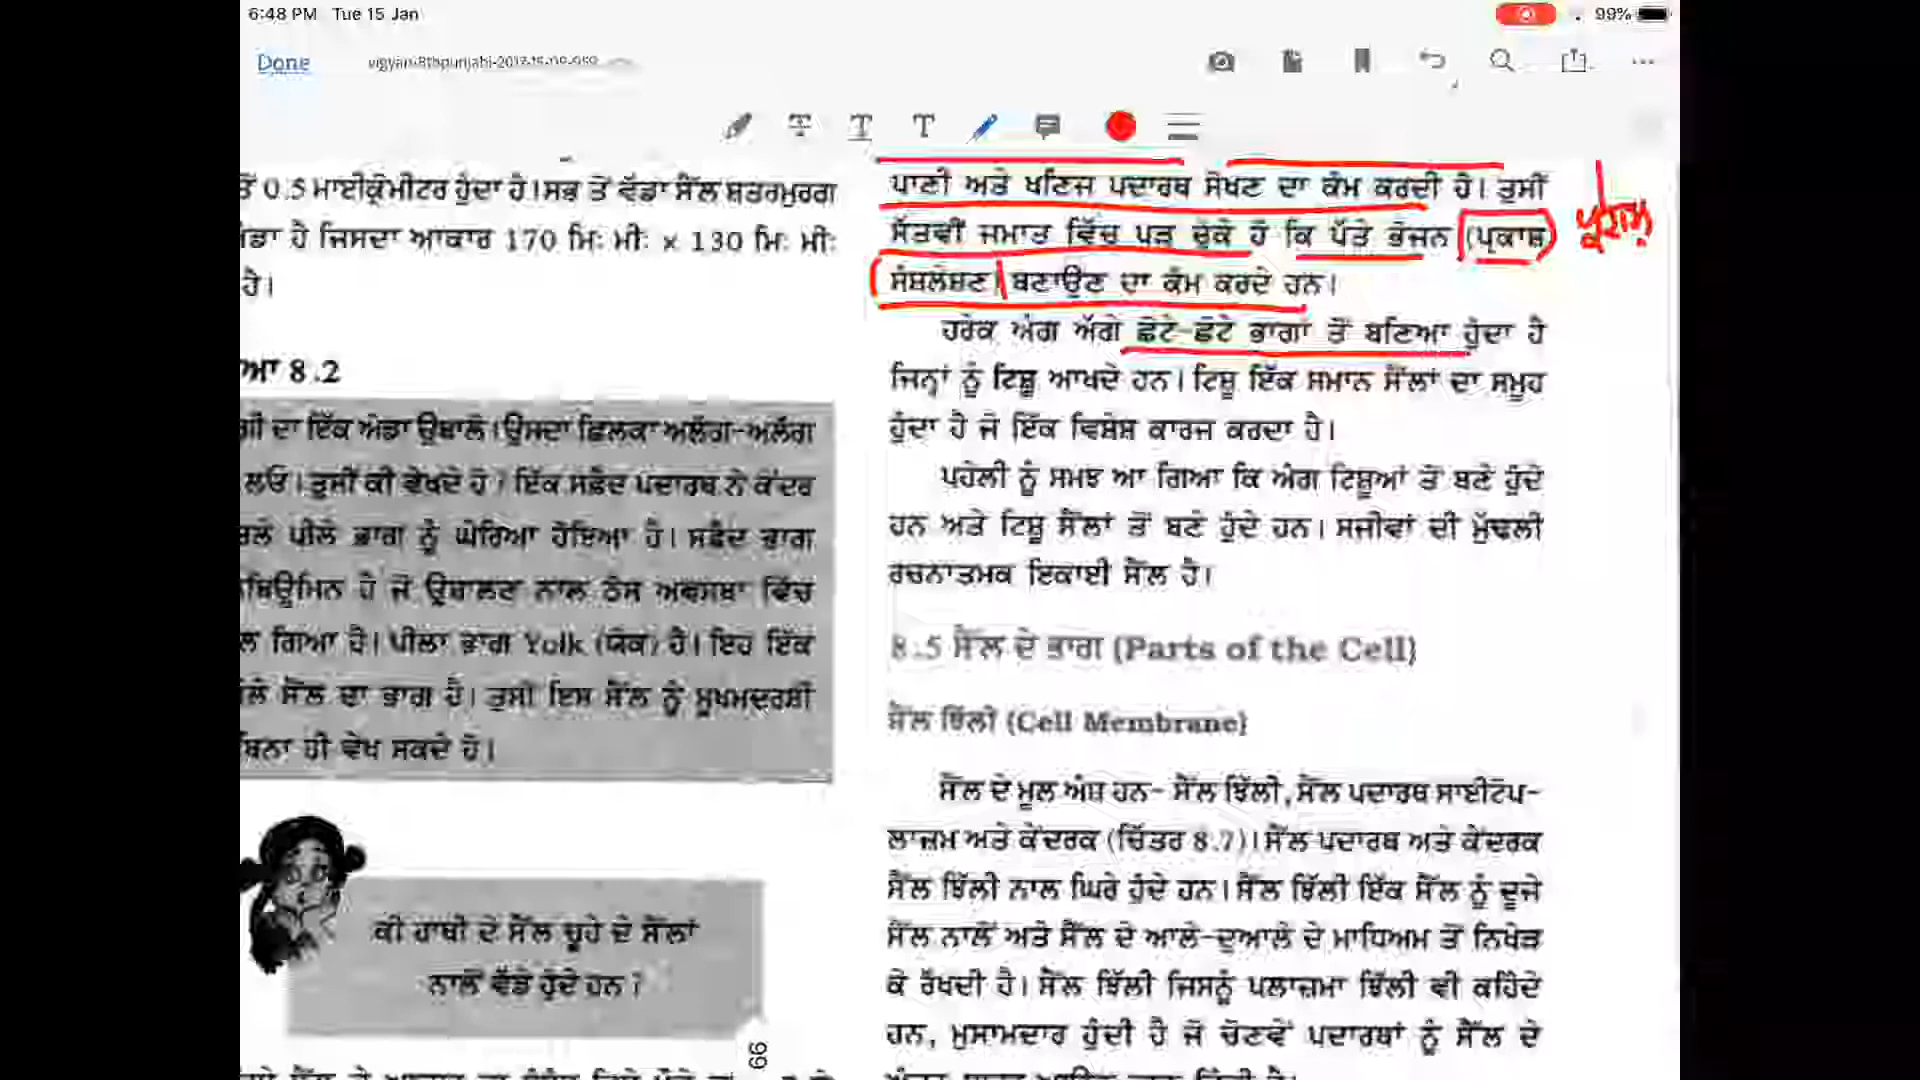 6:48 PM Tue 15 Jan
99%
Done
ਤੋਂ 0.5 ਮਾਈਕ੍ਰੋਮੀਟਰ ਹੁੰਦਾ ਹੈ।ਸਭ ਤੋਂ ਵੱਡਾ ਸੈੱਲ ਸ਼ਤਰਮੁਰਗ
ਹੈ ਜਿਸਦਾ ਆਕਾਰ 170 ਮਿ: ਮੀ: x 130 ਮਿ: ਮੀ:
ਹੈ।
8.2
ਦਾ ਇੱਕ ਅੰਡਾ ਉਬਾਲੋ।ਉਸਦਾ ਛਿਲਕਾ ਅਲੱਗ-ਅਲੱਗ
ਲਓ। ਤੁਸੀਂ ਕੀ ਵੇਖਦੇ ਹੋ? ਇੱਕ ਸਫ਼ੈਦ ਪਦਾਰਥ ਨੇ ਕੇਂਦਰ
ਪੀਲੇ ਭਾਗ ਨੂੰ ਘੇਰਿਆ ਹੋਇਆ ਹੈ। ਸਫ਼ੈਦ ਭਾਗ
ਹੈ ਜੋ ਉਬਾਲਣ ਨਾਲ ਠੋਸ ਅਵਸਥਾ ਵਿੱਚ
ਗਿਆ ਹੈ। ਪੀਲਾ ਭਾਗ Yolk (ਯੋਕ) ਹੈ। ਇਹ ਇੱਕ
ਸੈੱਲ ਦਾ ਭਾਗ ਹੈ। ਤੁਸੀਂ ਇਸ ਸੈੱਲ ਨੂੰ ਸੂਖਮਦਰਸ਼ੀ
ਬਿਨਾ ਹੀ ਵੇਖ ਸਕਦੇ ਹੋ।
ਕੀ ਹਾਥੀ ਦੇ ਸੈੱਲ ਚੂਹੇ ਦੇ ਸੈੱਲਾਂ
ਨਾਲੋਂ ਵੱਡੇ ਹੁੰਦੇ ਹਨ ?
99
ਪਾਣੀ ਅਤੇ ਖਣਿਜ ਪਦਾਰਥ ਸੋਖਣ ਦਾ ਕੰਮ ਕਰਦੀ ਹੈ। ਤੁਸੀਂ
ਸੱਤਵੀਂ ਜਮਾਤ ਵਿੱਚ ਪੜ੍ਹ ਚੁੱਕੇ ਹੋ ਕਿ ਪੱਤੇ ਭੋਜਨ (ਪ੍ਰਕਾਸ਼
ਸੰਸ਼ਲੇਸ਼ਣ) ਬਣਾਉਣ ਦਾ ਕੰਮ ਕਰਦੇ ਹਨ।
ਹਰੇਕ ਅੰਗ ਅੱਗੇ ਛੋਟੇ-ਛੋਟੇ ਭਾਗਾਂ ਤੋਂ ਬਣਿਆ ਹੁੰਦਾ ਹੈ
ਜਿਨ੍ਹਾਂ ਨੂੰ ਟਿਸ਼ੂ ਆਖਦੇ ਹਨ। ਟਿਸ਼ੂ ਇੱਕ ਸਮਾਨ ਸੈੱਲਾਂ ਦਾ ਸਮੂਹ
ਹੁੰਦਾ ਹੈ ਜੋ ਇੱਕ ਵਿਸ਼ੇਸ਼ ਕਾਰਜ ਕਰਦਾ ਹੈ।
ਪਹੇਲੀ ਨੂੰ ਸਮਝ ਆ ਗਿਆ ਕਿ ਅੰਗ ਟਿਸ਼ੂਆਂ ਤੋਂ ਬਣੇ ਹੁੰਦੇ
ਹਨ ਅਤੇ ਟਿਸ਼ੂ ਸੈੱਲਾਂ ਤੋਂ ਬਣੇ ਹੁੰਦੇ ਹਨ। ਸਜੀਵਾਂ ਦੀ ਮੁੱਢਲੀ
ਰਚਨਾਤਮਕ ਇਕਾਈ ਸੈੱਲ ਹੈ।
8.5 ਸੈੱਲ ਦੇ ਭਾਗ (Parts of the Cell)
ਸੈੱਲ ਝਿੱਲੀ (Cell Membrane)
ਸੈੱਲ ਦੇ ਮੂਲ ਅੰਸ਼ ਹਨ- ਸੈੱਲ ਝਿੱਲੀ, ਸੈੱਲ ਪਦਾਰਥ ਸਾਈਟੋਪ-
ਲਾਜ਼ਮ ਅਤੇ ਕੇਂਦਰਕ (ਚਿੱਤਰ 8.7)। ਸੈੱਲ ਪਦਾਰਥ ਅਤੇ ਕੇਂਦਰਕ
ਸੈੱਲ ਝਿੱਲੀ ਨਾਲ ਘਿਰੇ ਹੁੰਦੇ ਹਨ। ਸੈੱਲ ਝਿੱਲੀ ਇੱਕ ਸੈੱਲ ਨੂੰ ਦੂਜੇ
ਸੈੱਲ ਨਾਲੋਂ ਅਤੇ ਸੈੱਲ ਦੇ ਆਲੇ-ਦੁਆਲੇ ਦੇ ਮਾਧਿਅਮ ਤੋਂ ਨਿਖੇੜ
ਕੇ ਰੱਖਦੀ ਹੈ। ਸੈੱਲ ਝਿੱਲੀ ਜਿਸਨੂੰ ਪਲਾਜ਼ਮਾ ਝਿੱਲੀ ਵੀ ਕਹਿੰਦੇ
ਹਨ, ਮੁਸਾਮਦਾਰ ਹੁੰਦੀ ਹੈ ਜੋ ਚੋਣਵੇਂ ਪਦਾਰਥਾਂ ਨੂੰ ਸੈੱਲ ਦੇ